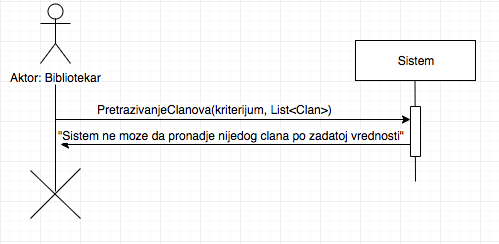 Aktor: Bibliotekar
Sistem
PretrazivanjeClanova(kriterijum, List<Clan>)
"Sistem ne moze da pronadje nijedog clana po zadatoj vrednosti"